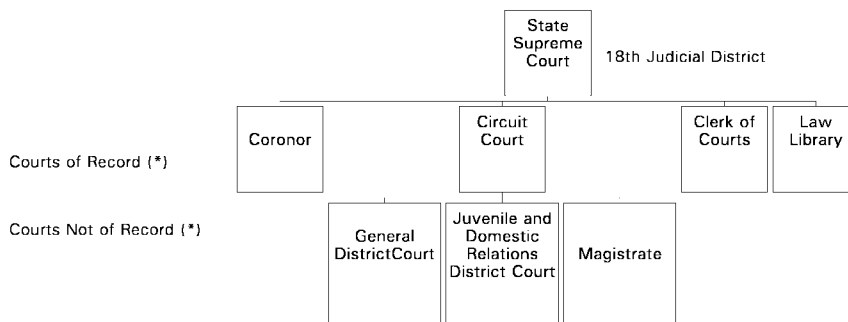 State
Supreme
Court
18th Judicial District
Coronor
Circuit
Court
Clerk of
Courts
Law
Library
Courts of Record (*)
Courts Not of Record (*)
General
DistrictCourt
Juvenile and
Domestic
Relations
District Court
Magistrate